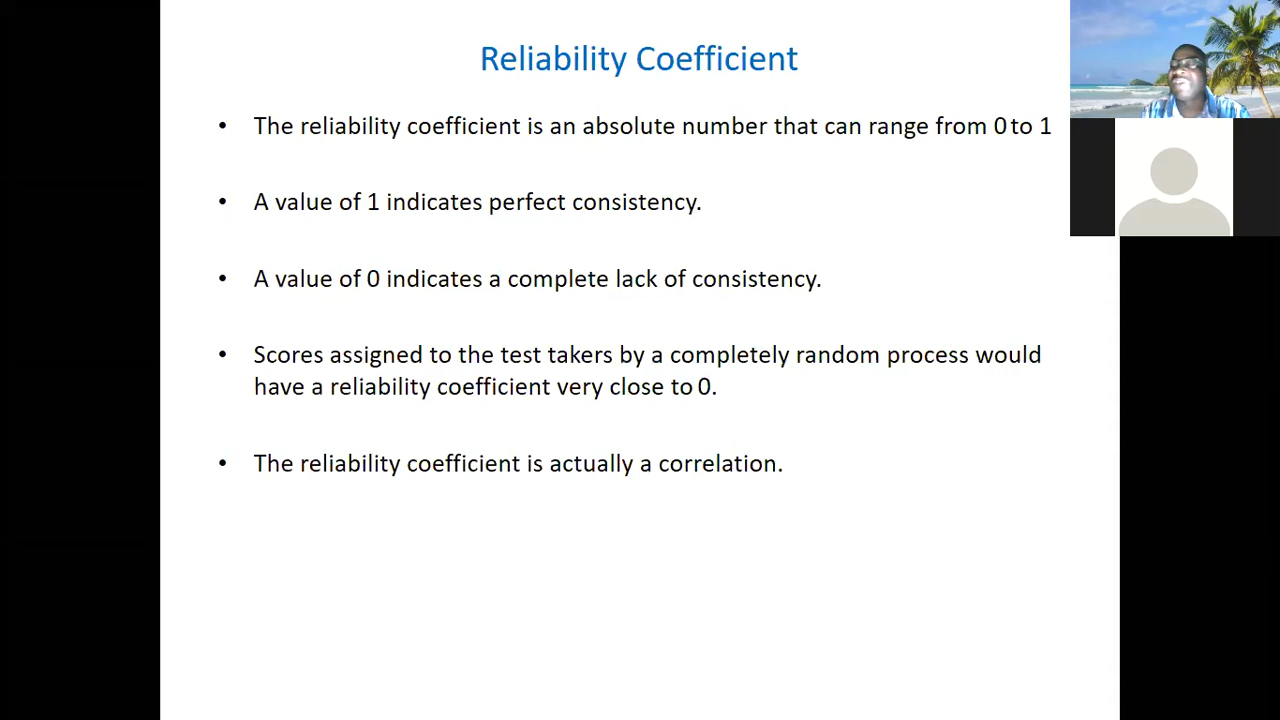 Reliability Coefficient
• The reliability coefficient is an absolute number that can range from 0 to 1
• A value of 1 indicates perfect consistency.
• A value of 0 indicates a complete lack of consistency.
• Scores assigned to the test takers by a completely random process would
have a reliability coefficient very close to 0.
• The reliability coefficient is actually a correlation.